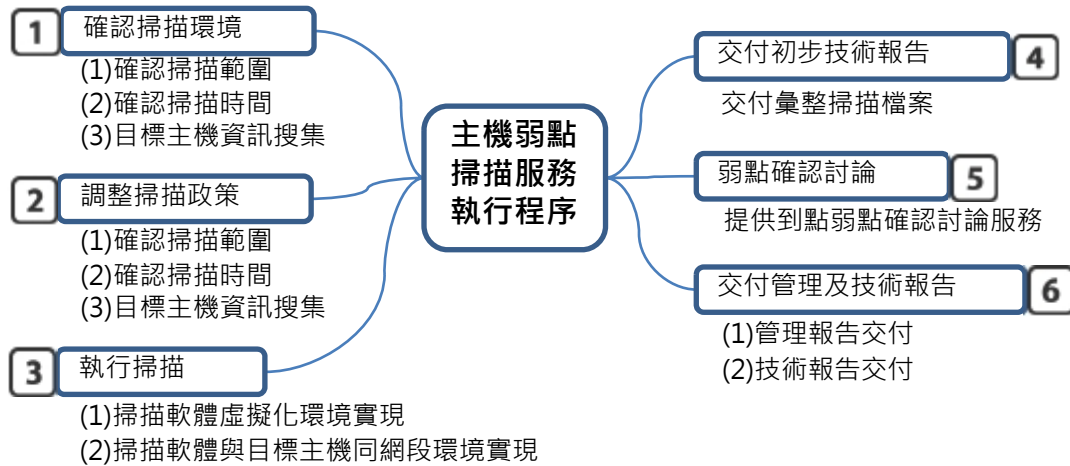 1
確認掃描環境
(1)確認掃描範圍
(2)確認掃描時間
(3)目標主機資訊搜集
2
調整掃描政策
(1)確認掃描範圍
(2)確認掃描時間
(3)目標主機資訊搜集
3
執行掃描
(1)掃描軟體虛擬化環境實現
(2)掃描軟體與目標主機同網段環境實現
主機弱點
掃描服務
執行程序
交付初步技術報告
4
交付彙整掃描檔案
弱點確認討論
5
提供到點弱點確認討論服務
交付管理及技術報告
6
(1)管理報告交付
(2)技術報告交付